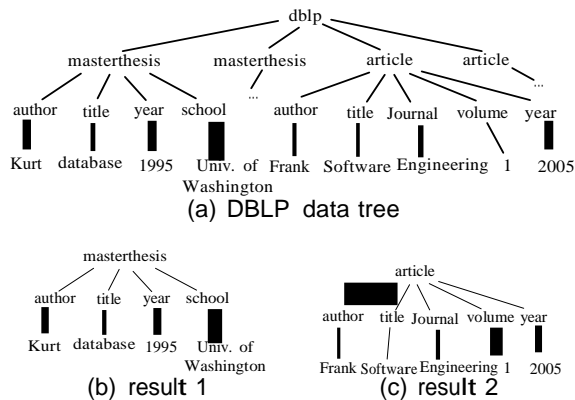 dblp
masterthesis masterthesis article article
... ...
author title year school author title Journal volume year
Kurt database 1995 Univ. of Washington Frank Software Engineering 1 2005
(a) DBLP data tree
masterthesis
author title year school
Kurt database 1995 Univ. of
Washington
(b) result 1
article
author title Journal volume year
Frank Software Engineering 1 2005
(c) result 2